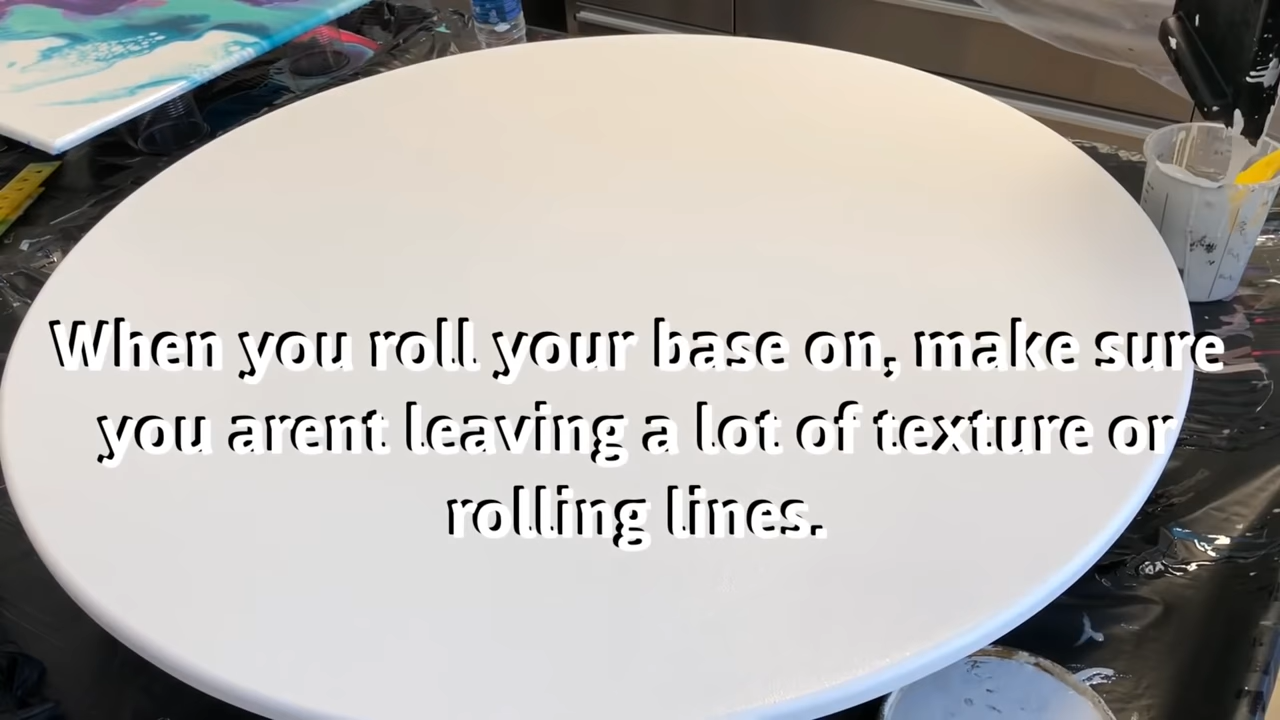 When you roll your base on, make sure
you arent leaving a lot of texture or
rolling lines.